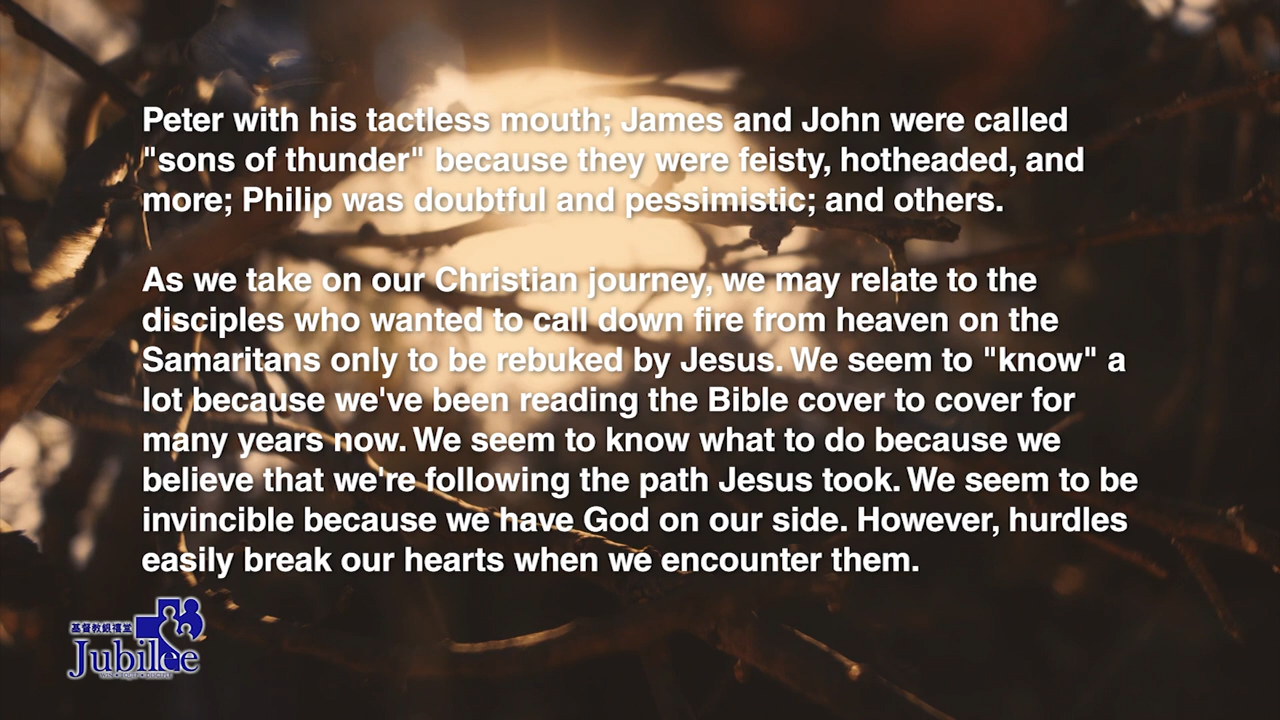 Peter with his tactless mouth; James and John were called
"sons of thunder" because they were feisty, hotheaded, and
more; Philip was doubtful and pessimistic; and others.
As we take on our Christian journey, we may relate to the
disciples who wanted to call down fire from heaven on the
Samaritans only to be rebuked by Jesus. We seem to "know" a
lot because we've been reading the Bible cover to cover for
many years now. We seem to know what to do because we
believe that we're following the path Jesus took. We seem to be
invincible because we have God on our side. However, hurdles
easily break our hearts when we encounter them.
基督教銀禧堂
Jubilee
WIN • EQUIP • DISCIPLE